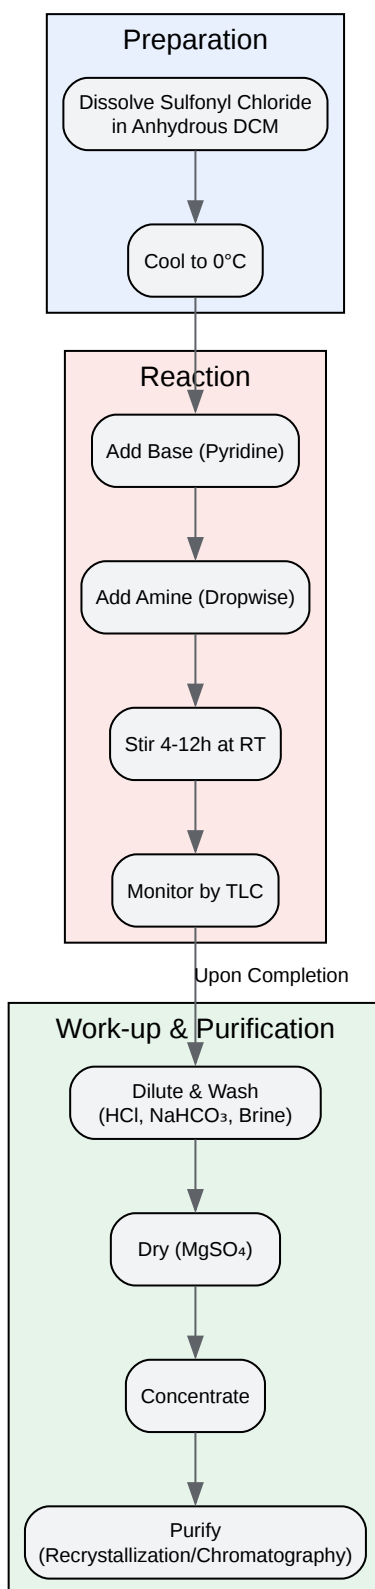 Preparation
Dissolve Sulfonyl Chloride
in Anhydrous DCM
Cool to 0°C
Reaction
Add Base (Pyridine)
Add Amine (Dropwise)
Stir 4-12h at RT
Monitor by TLC
Upon Completion
Work-up & Purification
Dilute & Wash
(HCl, NaHCO₃, Brine)
Dry (MgSO₄)
Concentrate
Purify
(Recrystallization/Chromatography)